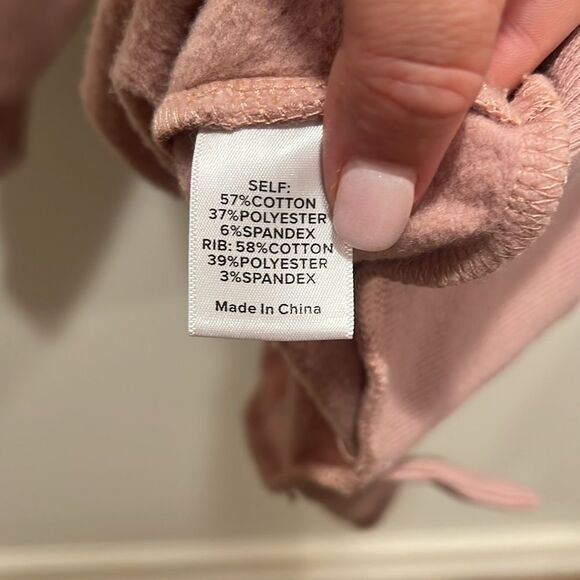 SELF:
57%COTTON
37%POLYESTER
6%SPANDEX
RIB: 58%COTTON
39%POLYESTER
3%SPANDEX
Made In China